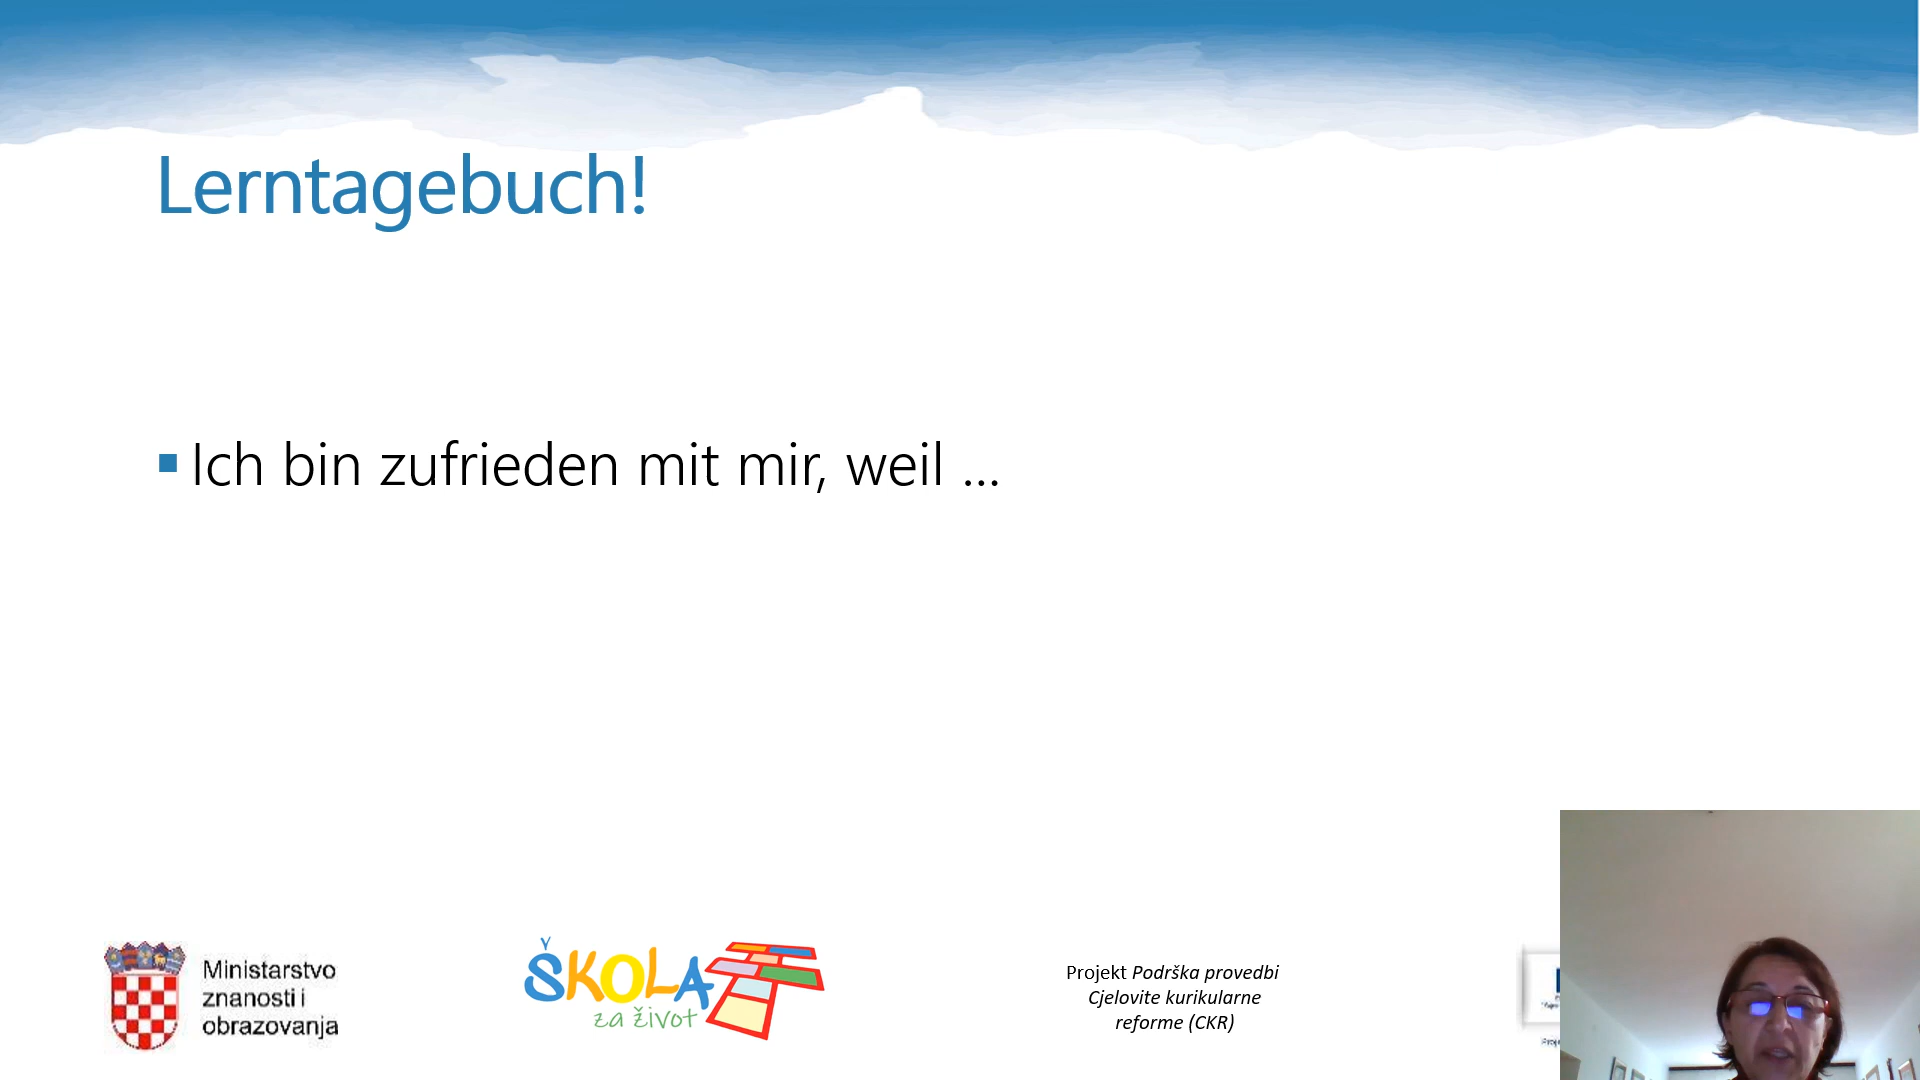 Lerntagebuch!
Ich bin zufrieden mit mir, weil ...
Ministarstvo
znanosti i
obrazovanja
ŠKOLA
za život
Projekt Podrška provedbi
Cjelovite kurikularne
reforme (CKR)